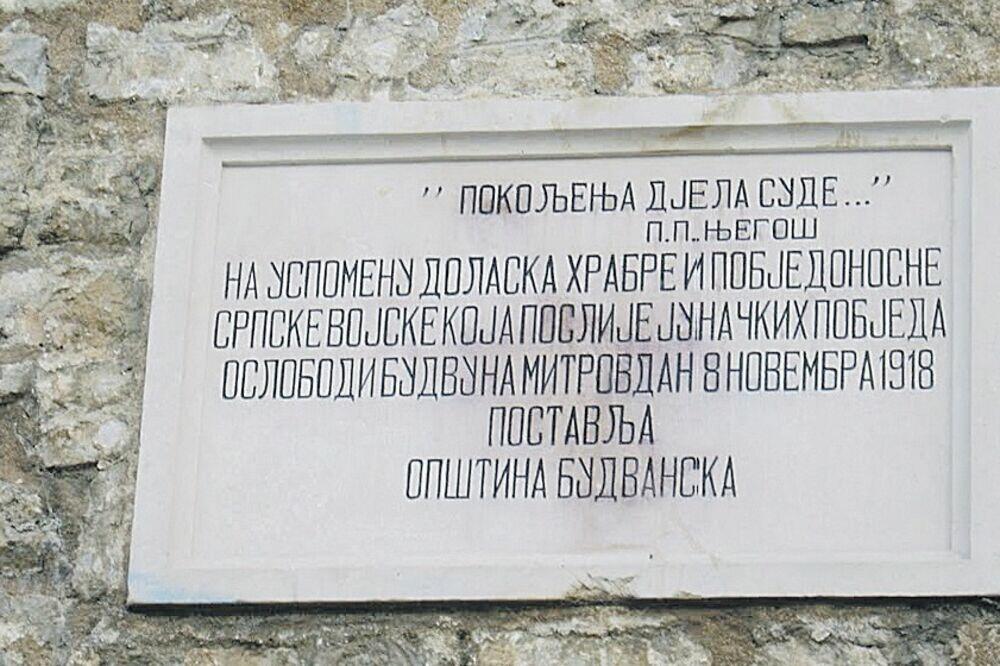 ’’ ПОКОЉЕЊА ДЈЕЛА СУДЕ...’’
П.П..ЊЕГОШ
НА УСПОМЕНУ ДОЛАСКА ХРАБРЕ И ПОБЈЕДОНОСНЕ
СРПСКЕ ВОЈСКЕ КОЈА ПОСЛИЈЕ ЈУНАЧКИХ ПОБЈЕДА
ОСЛОБОДИ БУДВУ НА МИТРОВДАН 8 НОВЕМБРА 1918
ПОСТАВЉА
ОПШТИНА БУДВАНСКА